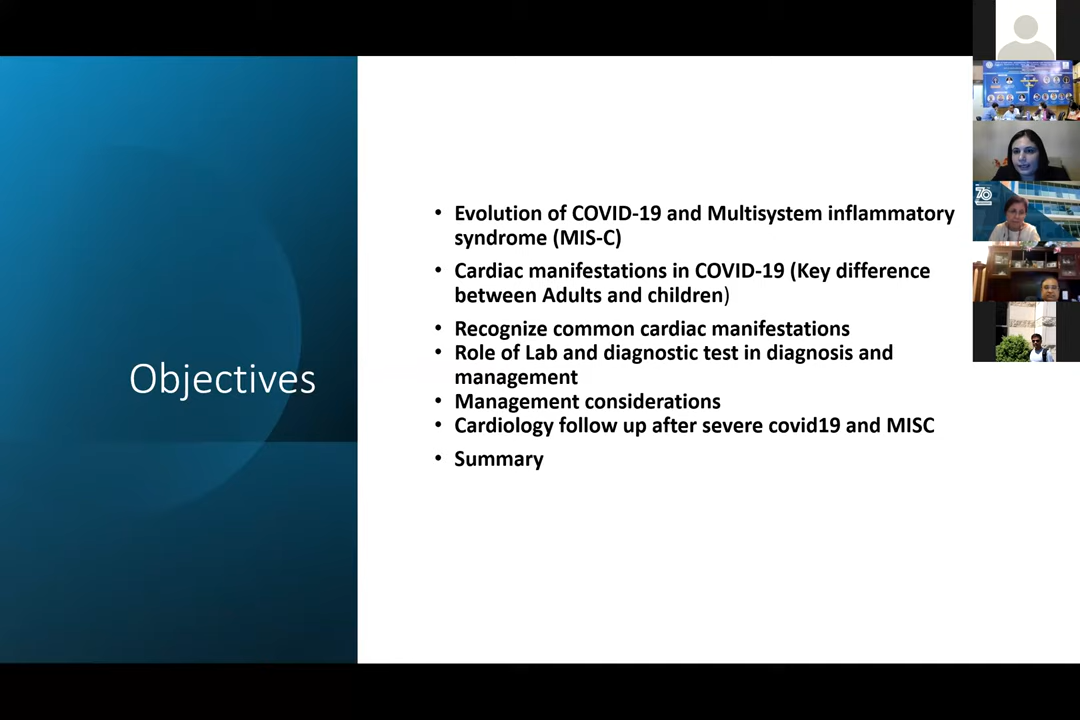 Objectives
• Evolution of COVID-19 and Multisystem inflammatory
syndrome (MIS-C)
• Cardiac manifestations in COVID-19 (Key difference
between Adults and children)
• Recognize common cardiac manifestations
• Role of Lab and diagnostic test in diagnosis and
management
• Management considerations
• Cardiology follow up after severe covid19 and MISC
• Summary
70